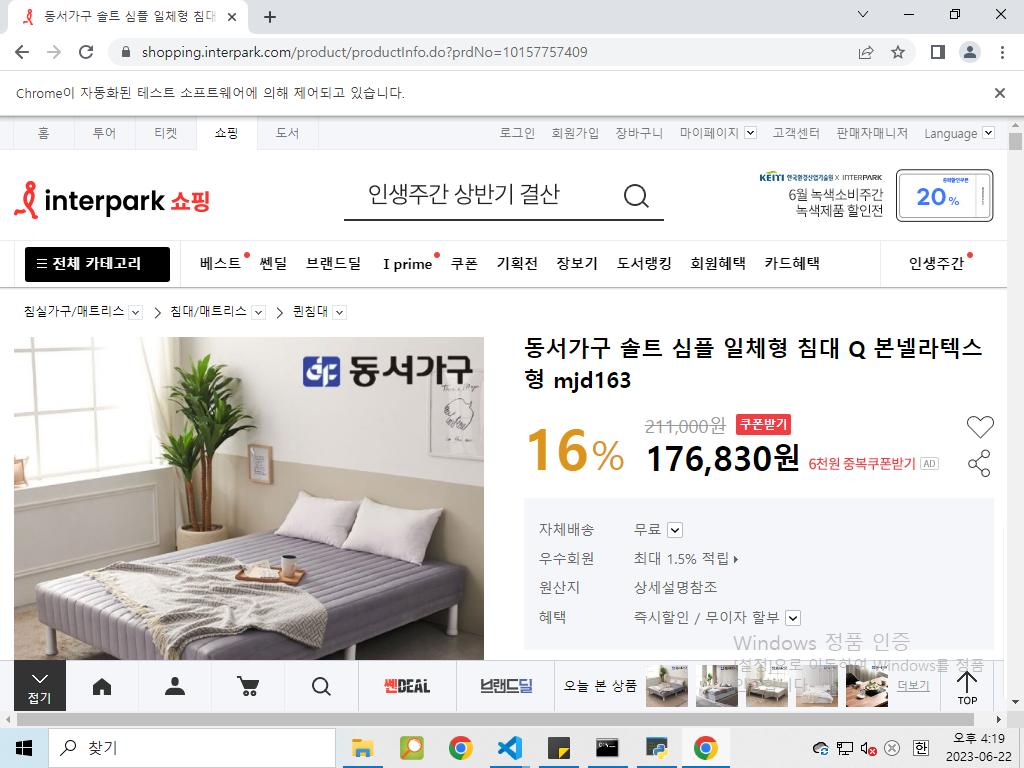 동서가구 솔트 심플 일체형 침대
shopping.interpark.com/product/productInfo.do?prdNo=10157757409
Chrome이 자동화된 테스트 소프트웨어에 의해 제어되고 있습니다.
홈 투어 티켓 쇼핑 도서 로그인 회원가입 장바구니 마이페이지 고객센터 판매자매니저 Language
interpark 쇼핑
인생주간 상반기 결산
KEITI 한국환경산업기술원 X INTERPARK
6월 녹색소비주간
녹색제품 할인전
중복할인쿠폰
20%
전체 카테고리 베스트 쎈딜 브랜드딜 I prime 쿠폰 기획전 장보기 도서랭킹 회원혜택 카드혜택 인생주간
침실가구/매트리스 침대/매트리스 퀸침대
동서가구
동서가구 솔트 심플 일체형 침대 Q 본넬라텍스
형 mjd163
16%
211,000원 쿠폰받기
176,830원 6천원 중복쿠폰받기 AD
자체배송 무료
우수회원 최대 1.5% 적립
원산지 상세설명참조
혜택 즉시할인 / 무이자 할부
Windows 정품 인증
[설정]으로 이동하여 Windows를 정품
접기 쎈DEAL 브랜드딜 오늘 본 상품 더보기 TOP
찾기
한
오후 4:19
2023-06-22